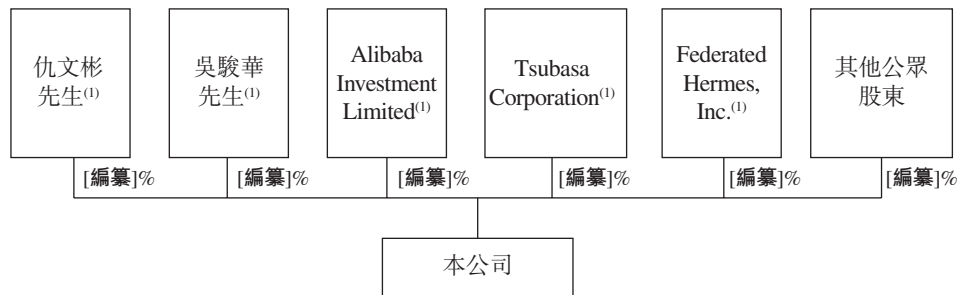 仇文彬
先生(1)
吳駿華
先生(1)
Alibaba
Investment
Limited(1)
Tsubasa
Corporation(1)
Federated
Hermes,
Inc.(1)
其他公眾
股東
[編纂]%
[編纂]%
[編纂]%
[編纂]%
[編纂]%
[編纂]%
本公司